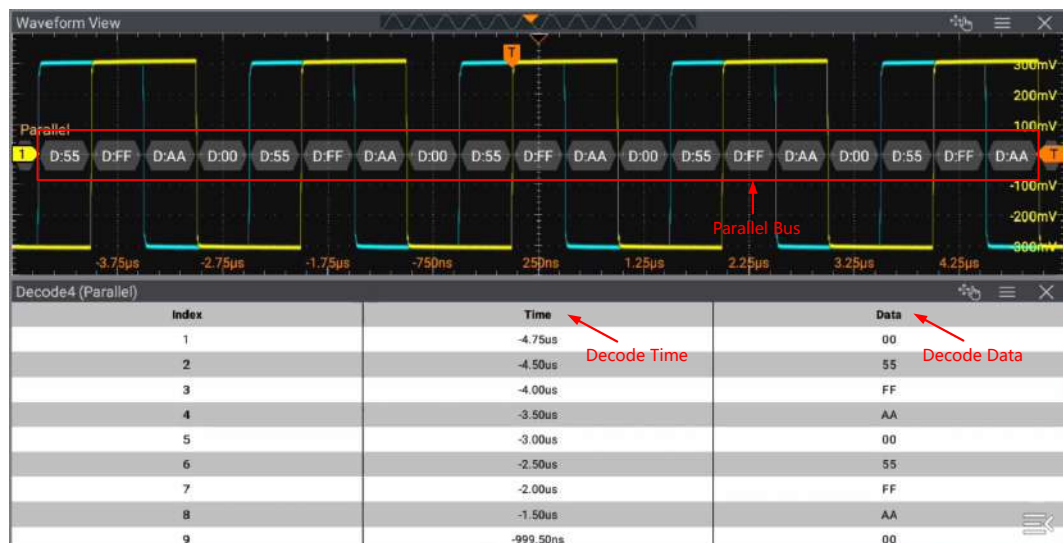 Waveform View
T
300mV
200mV
100mV
Parallel
1 D:55 D:FF D:AA D:00 D:55 D:FF D:AA D:00 D:55 D:FF D:AA D:00 D:55 D:FF D:AA D:00 D:55 D:FF D:AA T
-100mV
-200mV
Parallel Bus
-300mV
-3.75µs -2.75µs -1.75µs -750ns 250ns 1.25µs 2.25µs 3.25µs 4.25µs
Decode4 (Parallel)
Index Time Data
1 -4.75us 00
Decode Time Decode Data
2 -4.50us 55
3 -4.00us FF
4 -3.50us AA
5 -3.00us 00
6 -2.50us 55
7 -2.00us FF
8 -1.50us AA
9 -999.50ns 00